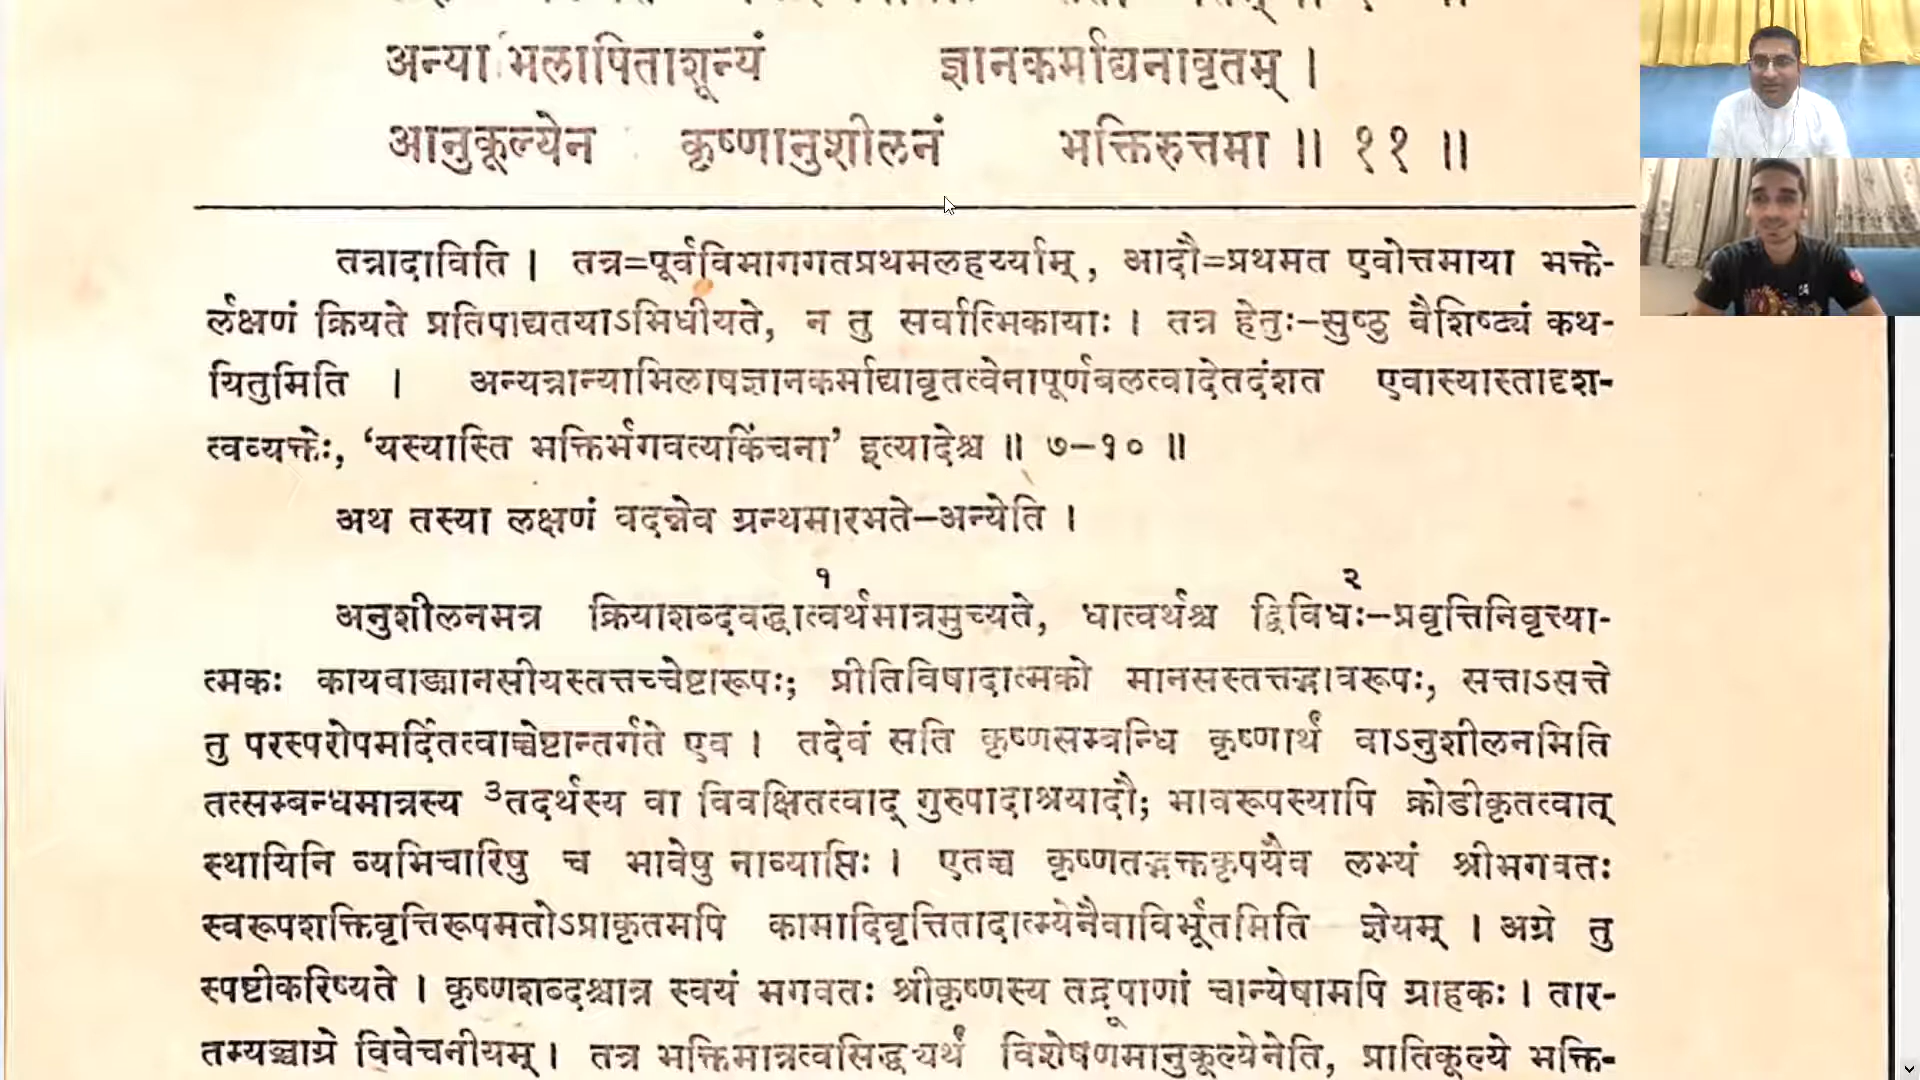 अन्याभिलाषिताशून्यं ज्ञानकर्माद्यनावृतम् ।
आनुकूल्येन कृष्णानुशीलनं भक्तिरुत्तमा ॥ ११ ॥
तत्रादाविति । तत्र=पूर्वविभागगतप्रथमलहर्य्याम् , आदौ=प्रथमत एवोत्तमाया भक्ते-
र्लक्षणं क्रियते प्रतिपाद्यतयाऽभिधीयते, न तु सर्वात्मिकायाः । तत्र हेतुः–सुष्ठु वैशिष्ट्यं कथ-
यितुमिति । अन्यत्रान्याभिलाषज्ञानकर्माद्यावृतत्वेनापूर्णबलत्वादेतदंशत एवास्यास्तादृश-
त्वव्यक्तेः, ‘यस्यास्ति भक्तिर्भगवत्यकिंचना’ इत्यादेश्च ॥ ७–१० ॥
अथ तस्या लक्षणं वदन्नेव ग्रन्थमारभते–अन्येति ।
१ २
अनुशीलनमत्र क्रियाशब्दवद्धात्वर्थमात्रमुच्यते, धात्वर्थश्च द्विविधः–प्रवृत्तिनिवृत्त्या-
त्मकः कायवाङ्मानसीयस्तत्तच्चेष्टारूपः; प्रीतिविषादात्मको मानसस्तत्तद्भावरूपः, सत्ताऽसत्ते
तु परस्परोपमर्दितत्वाच्चेष्टान्तर्गते एव । तदेवं सति कृष्णसम्बन्धि कृष्णार्थं वाऽनुशीलनमिति
तत्सम्बन्धमात्रस्य ³तदर्थस्य वा विवक्षितत्वाद् गुरुपादाश्रयादौ; भावरूपस्यापि क्रोडीकृतत्वात्
स्थायिनि व्यभिचारिषु च भावेषु नाव्याप्तिः । एतच्च कृष्णतद्भक्तकृपयैव लभ्यं श्रीभगवतः
स्वरूपशक्तिवृत्तिरूपमतोऽप्राकृतमपि कामादिवृत्तितादात्म्येनैवाविर्भूतमिति ज्ञेयम् । अग्रे तु
स्पष्टीकरिष्यते । कृष्णशब्दश्चात्र स्वयं भगवतः श्रीकृष्णस्य तद्रूपाणां चान्येषामपि ग्राहकः । तार-
तम्यञ्चाग्रे विवेचनीयम् । तत्र भक्तिमात्रत्वसिद्ध्यर्थं विशेषणमानुकूल्येनेति, प्रातिकूल्ये भक्ति-